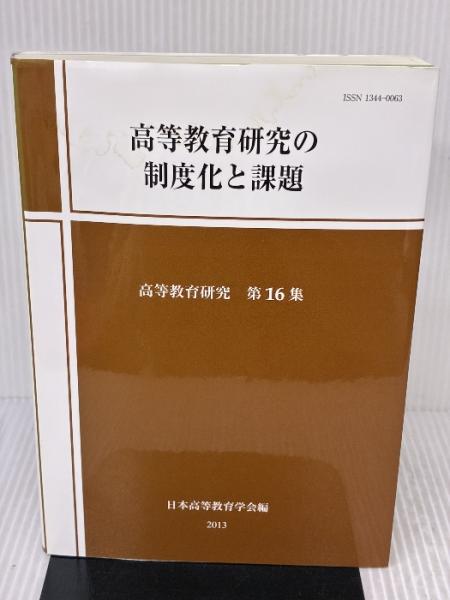 ISSN 1344-0063
高等教育研究の
制度化と課題
高等教育研究　第16集
日本高等教育学会編
2013